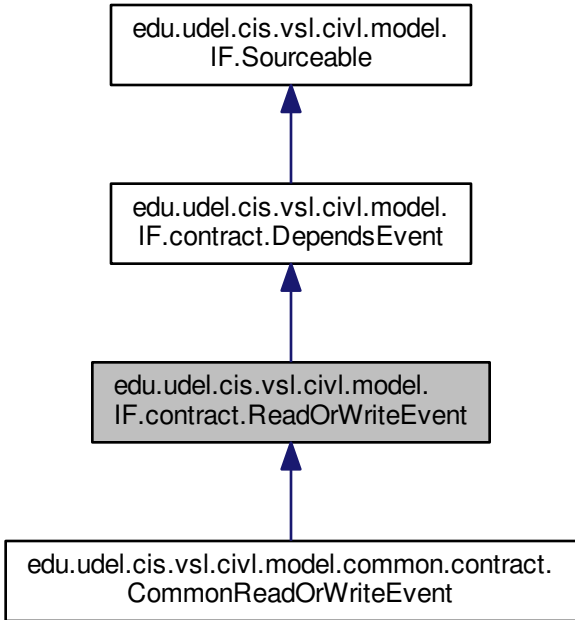 edu.udel.cis.vsl.civl.model.
IF.Sourceable
edu.udel.cis.vsl.civl.model.
IF.contract.DependsEvent
edu.udel.cis.vsl.civl.model.
IF.contract.ReadOrWriteEvent
edu.udel.cis.vsl.civl.model.common.contract.
CommonReadOrWriteEvent